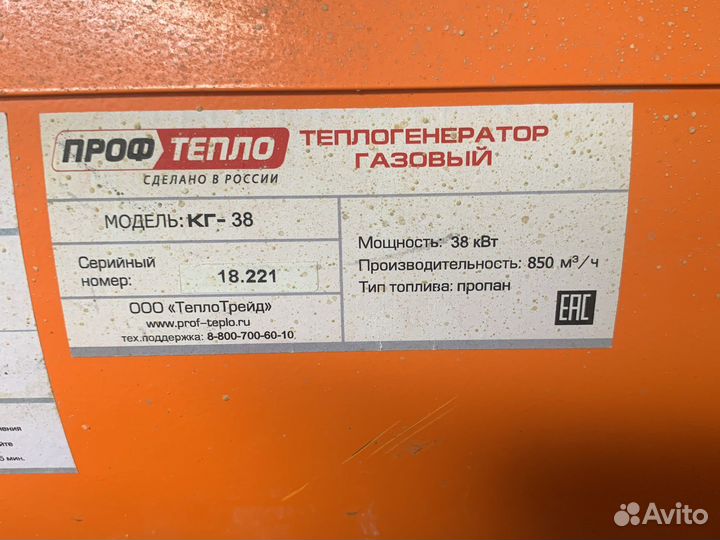 ПРОФ ТЕПЛО
СДЕЛАНО В РОССИИ
ТЕПЛОГЕНЕРАТОР
ГАЗОВЫЙ
МОДЕЛЬ: КГ- 38
Серийный
номер:
18.221
ООО «ТеплоТрейд»
www.prof-teplo.ru
тех.поддержка: 8-800-700-60-10
Мощность: 38 кВт
Производительность: 850 м³/ч
Тип топлива: пропан
EAC
мин.
Avito